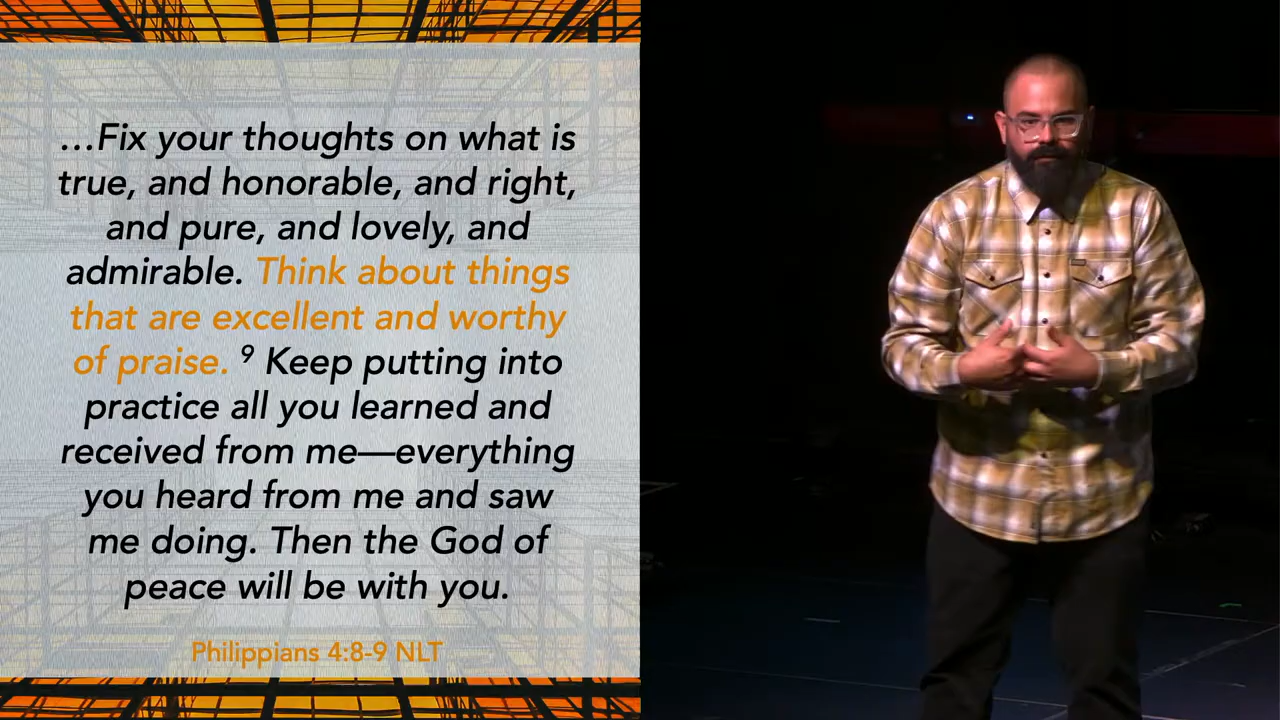 …Fix your thoughts on what is
true, and honorable, and right,
and pure, and lovely, and
admirable. Think about things
that are excellent and worthy
of praise. ⁹ Keep putting into
practice all you learned and
received from me—everything
you heard from me and saw
me doing. Then the God of
peace will be with you.
Philippians 4:8-9 NLT